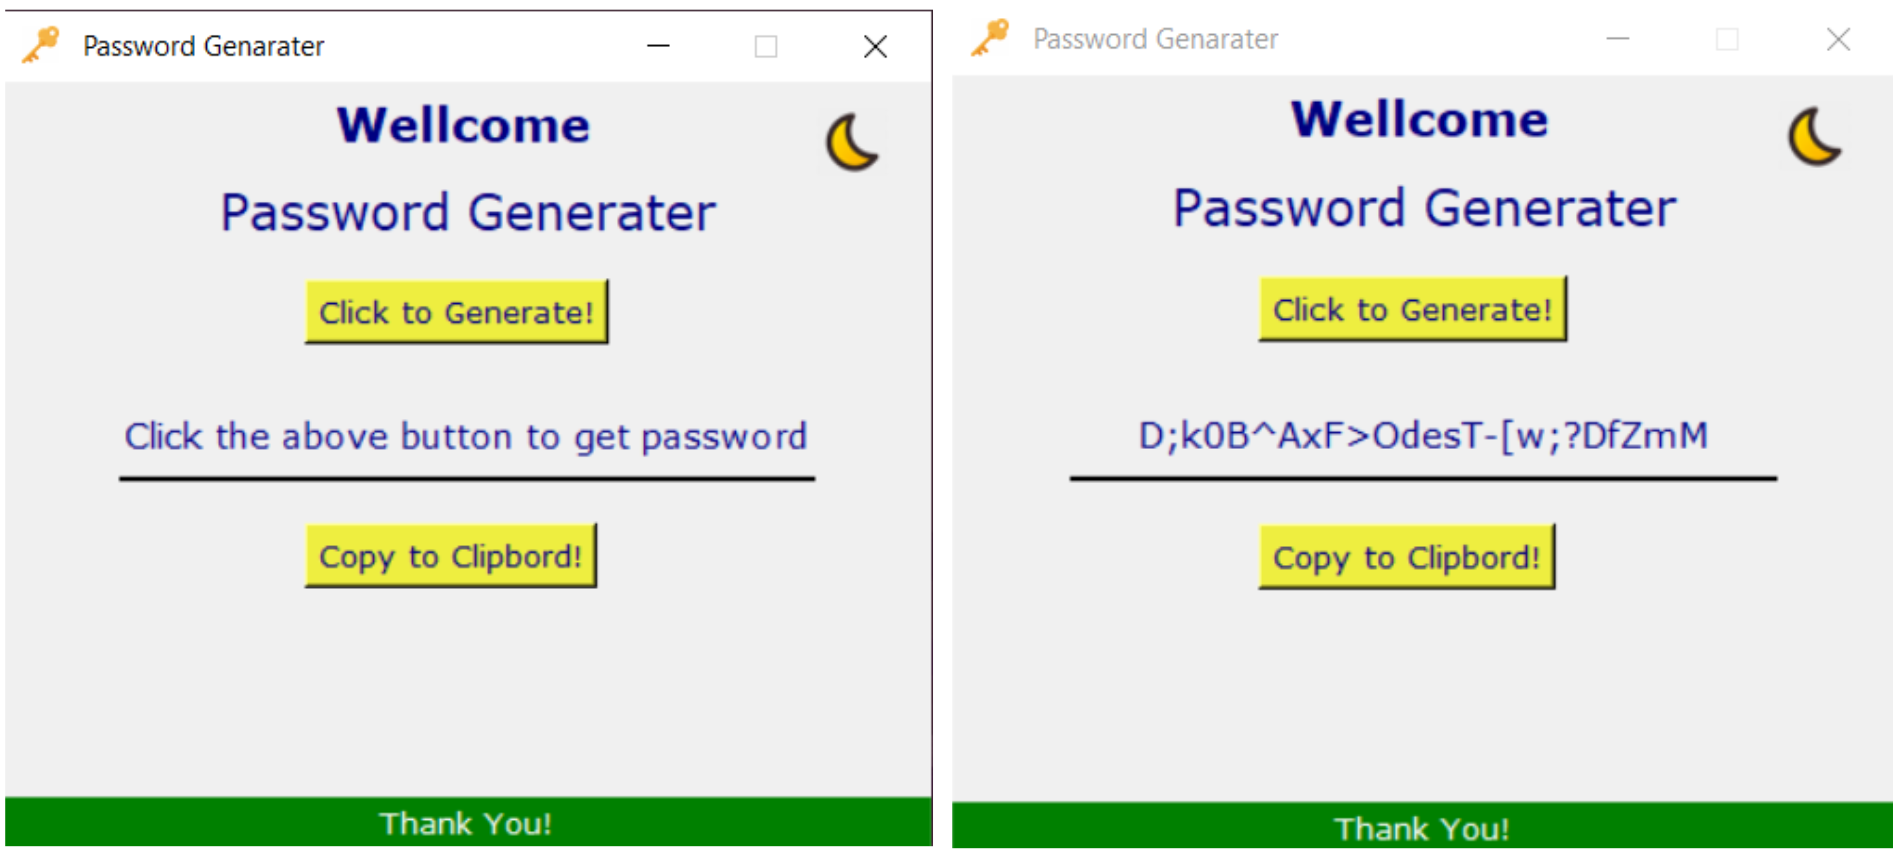 Password Genarater
Wellcome
Password Generater
Click to Generate!
Click the above button to get password
Copy to Clipbord!
Thank You!
Password Genarater
Wellcome
Password Generater
Click to Generate!
D;k0B^AxF>OdesT-[w;?DfZmM
Copy to Clipbord!
Thank You!